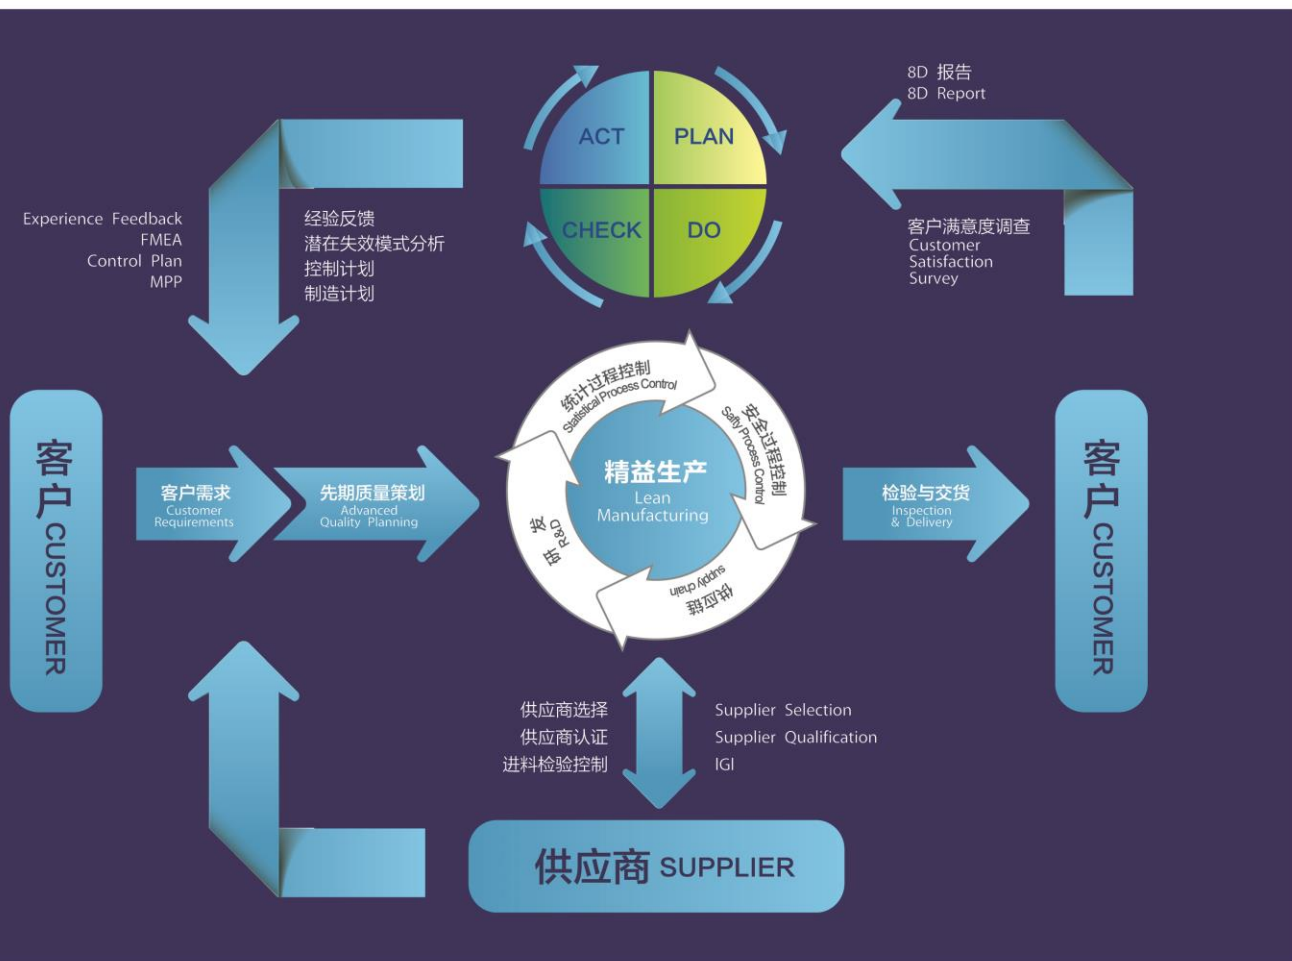 8D 报告
8D Report
ACT
PLAN
CHECK
DO
Experience Feedback
FMEA
Control Plan
MPP
经验反馈
潜在失效模式分析
控制计划
制造计划
客户满意度调查
Customer
Satisfaction
Survey
客户 CUSTOMER
客户需求
Customer
Requirements
先期质量策划
Advanced
Quality Planning
统计过程控制
Statistical Process Control
安全过程控制
Safty Process Control
供应链
supply chain
研 发
R&D
精益生产
Lean
Manufacturing
检验与交货
Inspection
& Delivery
客户 CUSTOMER
供应商选择
供应商认证
进料检验控制
Supplier Selection
Supplier Qualification
IGI
供应商 SUPPLIER